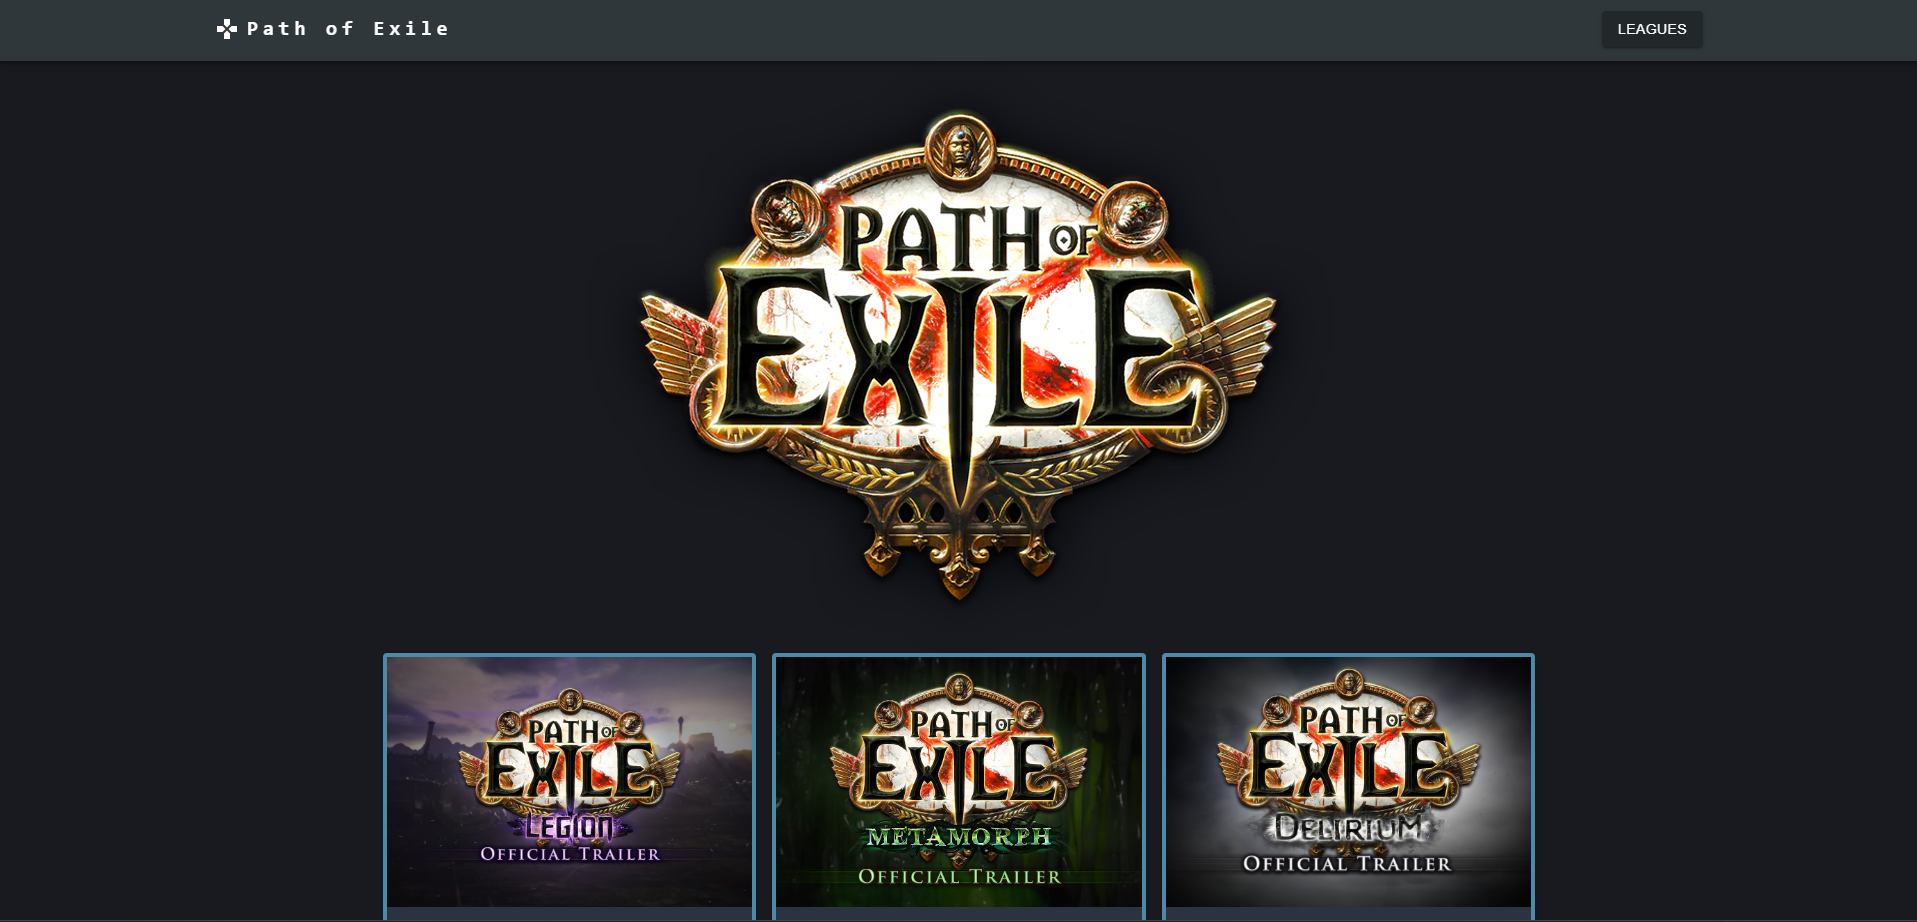 Path of Exile
LEAGUES
PATH OF
EXILE
PATH OF
EXILE
LEGION
OFFICIAL TRAILER
PATH OF
EXILE
METAMORPH
OFFICIAL TRAILER
PATH OF
EXILE
DELIRIUM
OFFICIAL TRAILER